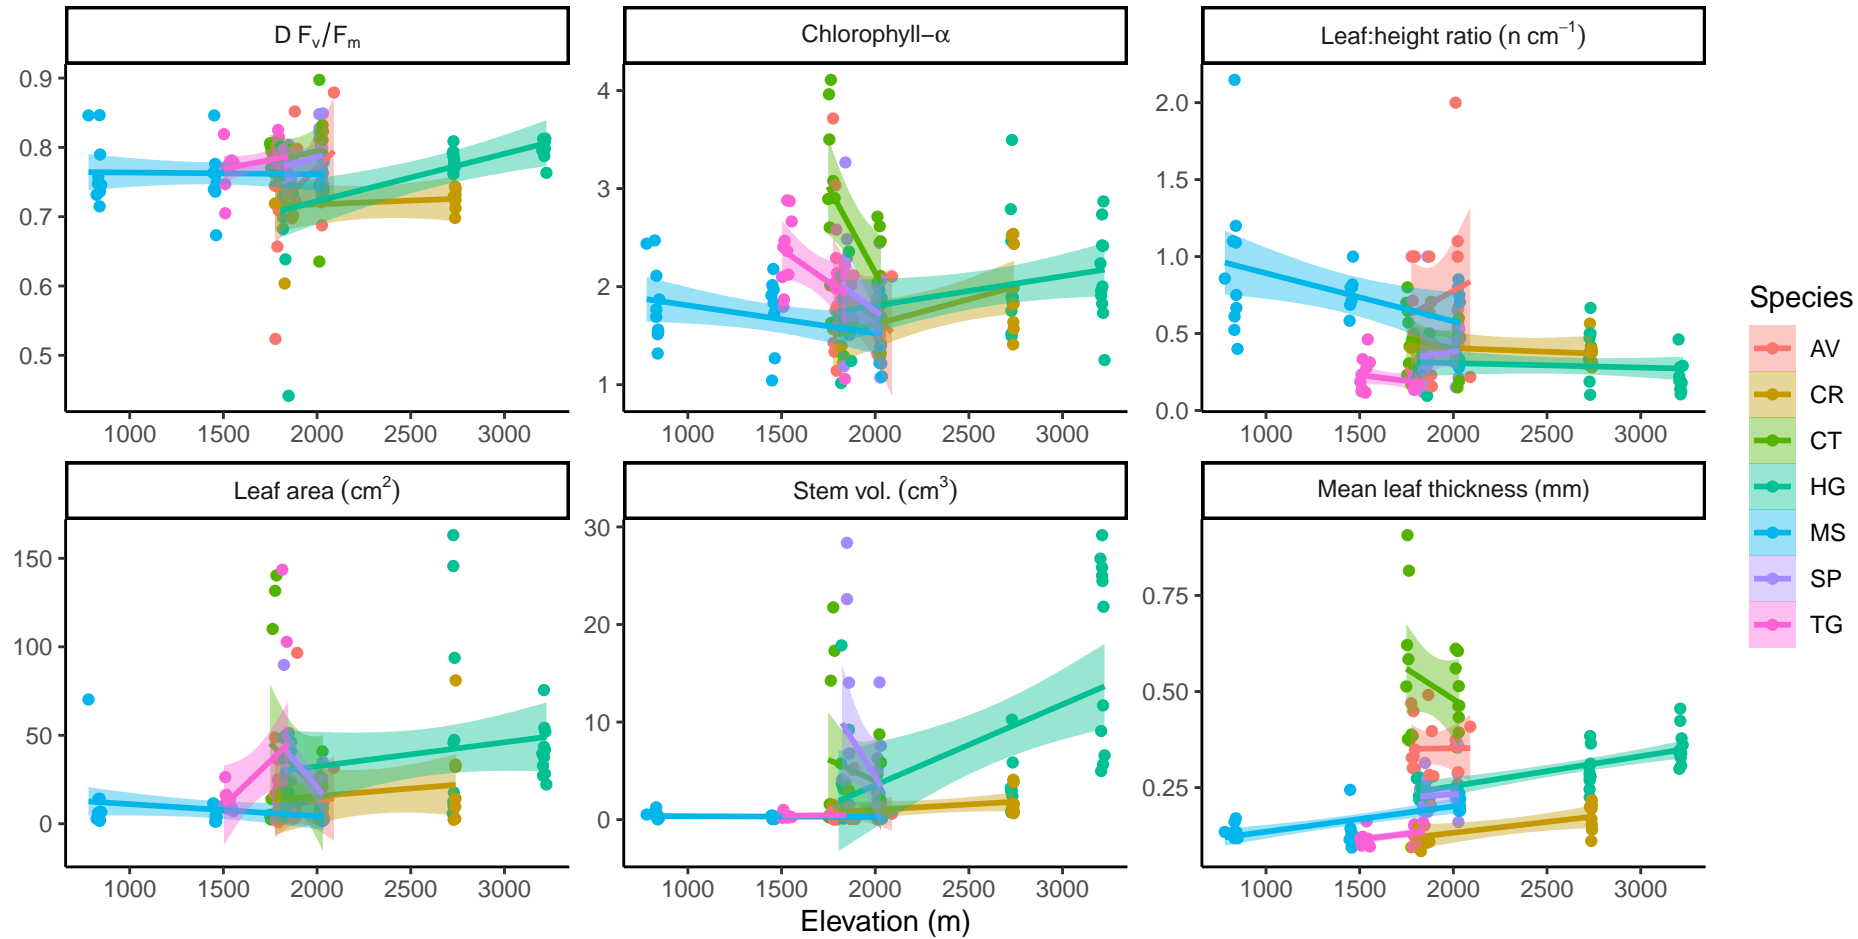 D Fv/Fm
Chlorophyll−α
Leaf:height ratio (n cm⁻¹)
0.9
0.8
0.7
0.6
0.5
4
3
2
1
2.0
1.5
1.0
0.5
0.0
1000 1500 2000 2500 3000
1000 1500 2000 2500 3000
1000 1500 2000 2500 3000
Leaf area (cm²)
Stem vol. (cm³)
Mean leaf thickness (mm)
150
100
50
0
30
20
10
0
0.75
0.50
0.25
1000 1500 2000 2500 3000
1000 1500 2000 2500 3000
1000 1500 2000 2500 3000
Elevation (m)
Species
AV
CR
CT
HG
MS
SP
TG